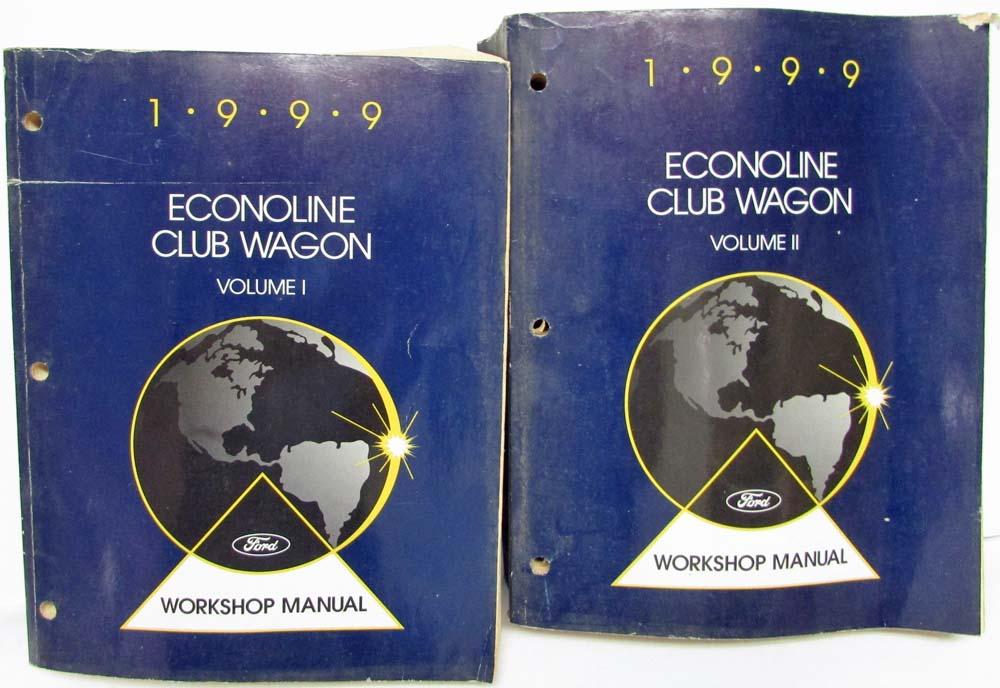 1·9·9·9
ECONOLINE
CLUB WAGON
VOLUME I
Ford
WORKSHOP MANUAL
1·9·9·9
ECONOLINE
CLUB WAGON
VOLUME II
Ford
WORKSHOP MANUAL